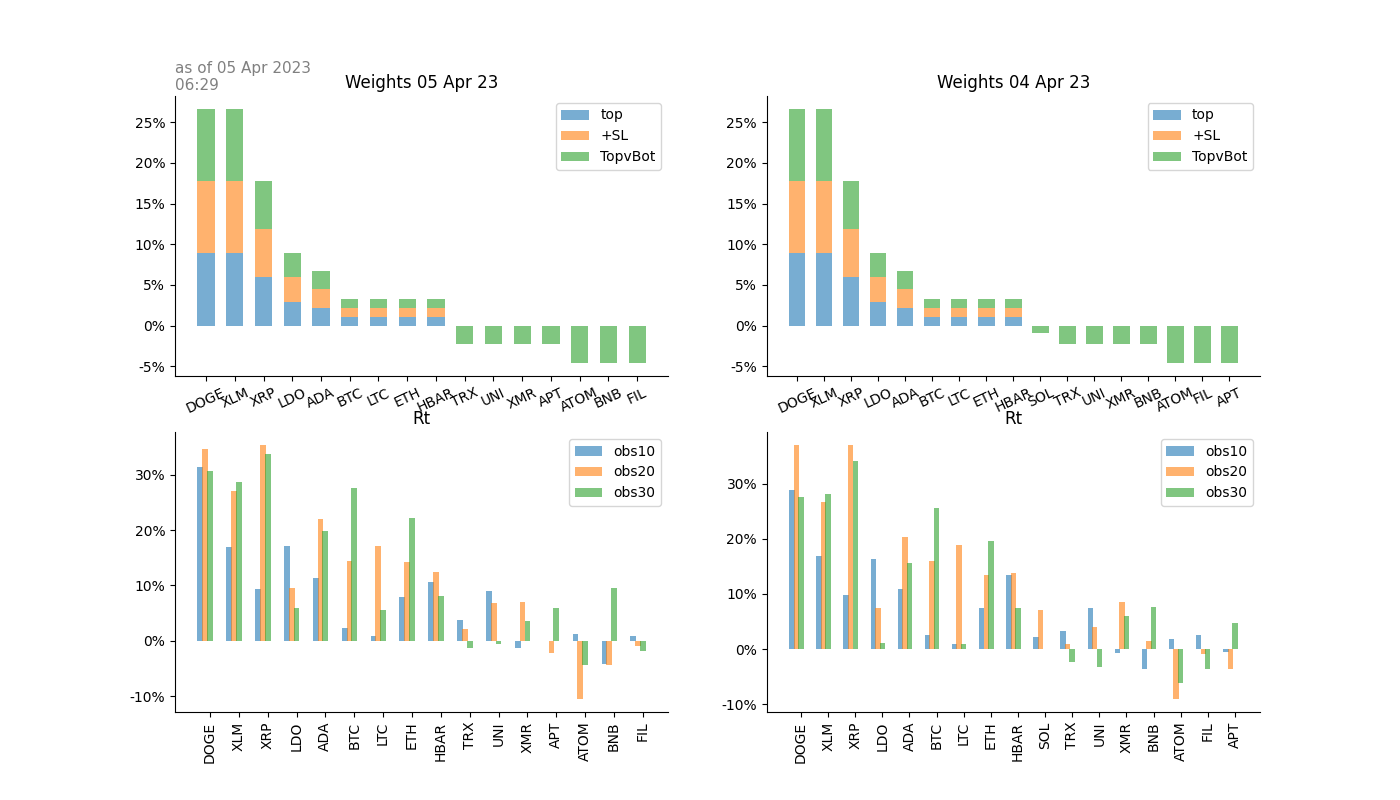 as of 05 Apr 2023
06:29
Weights 05 Apr 23
25%
20%
15%
10%
5%
0%
-5%
top
+SL
TopvBot
DOGE XLM XRP LDO ADA BTC LTC ETH HBAR TRX UNI XMR APT ATOM BNB FIL
Weights 04 Apr 23
25%
20%
15%
10%
5%
0%
-5%
top
+SL
TopvBot
DOGE XLM XRP LDO ADA BTC LTC ETH HBAR SOL TRX UNI XMR BNB ATOM FIL APT
Rt
30%
20%
10%
0%
-10%
obs10
obs20
obs30
DOGE XLM XRP LDO ADA BTC LTC ETH HBAR TRX UNI XMR APT ATOM BNB FIL
Rt
30%
20%
10%
0%
-10%
obs10
obs20
obs30
DOGE XLM XRP LDO ADA BTC LTC ETH HBAR SOL TRX UNI XMR BNB ATOM FIL APT